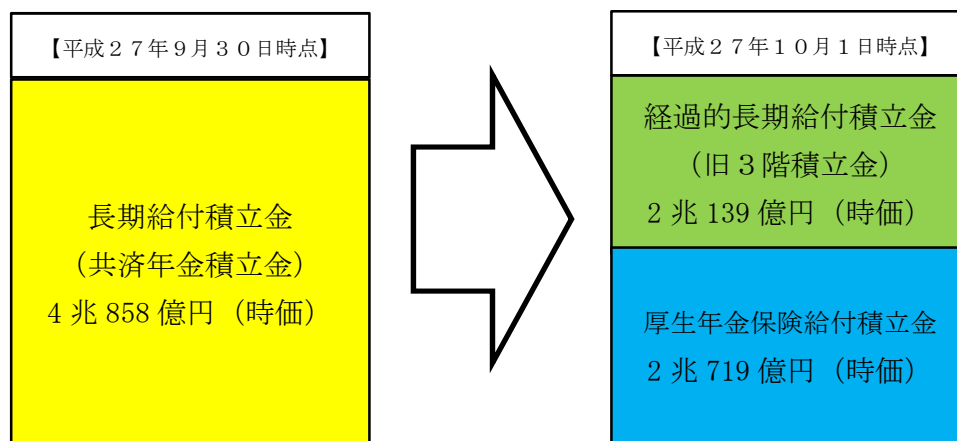 【平成２７年９月３０日時点】
長期給付積立金
（共済年金積立金）
4 兆 858 億円（時価）
【平成２７年１０月１日時点】
経過的長期給付積立金
（旧３階積立金）
2 兆 139 億円（時価）
厚生年金保険給付積立金
2 兆 719 億円（時価）